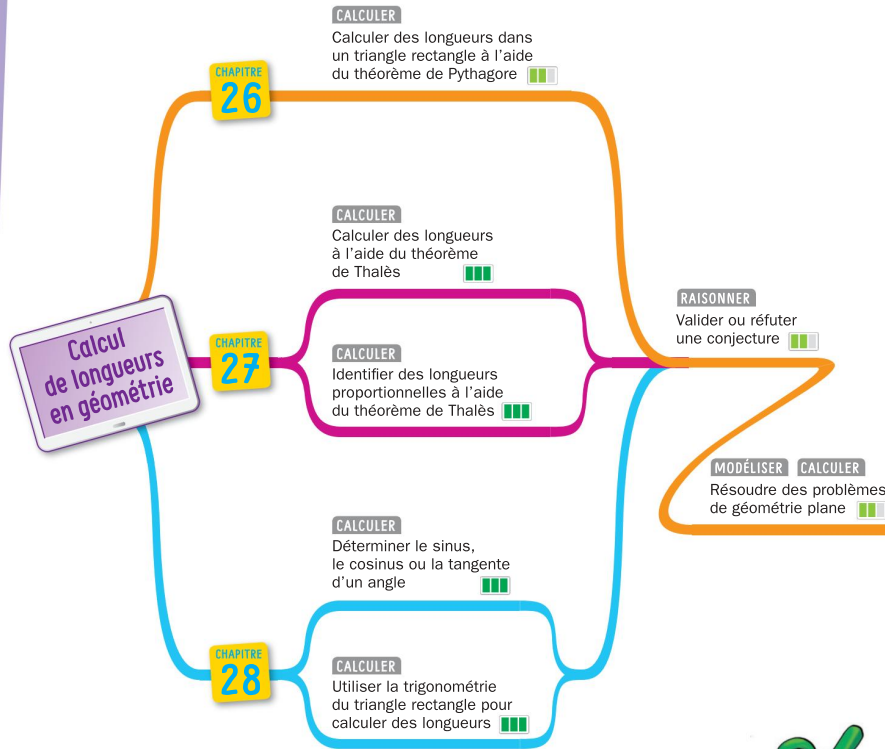 CALCULER
Calculer des longueurs dans
un triangle rectangle à l'aide
du théorème de Pythagore
CHAPITRE
26
CALCULER
Calculer des longueurs
à l'aide du théorème
de Thalès
RAISONNER
Valider ou réfuter
une conjecture
Calcul
de longueurs
en géométrie
CHAPITRE
27
CALCULER
Identifier des longueurs
proportionnelles à l'aide
du théorème de Thalès
MODÉLISER CALCULER
Résoudre des problèmes
de géométrie plane
CALCULER
Déterminer le sinus,
le cosinus ou la tangente
d'un angle
CHAPITRE
28
CALCULER
Utiliser la trigonométrie
du triangle rectangle pour
calculer des longueurs